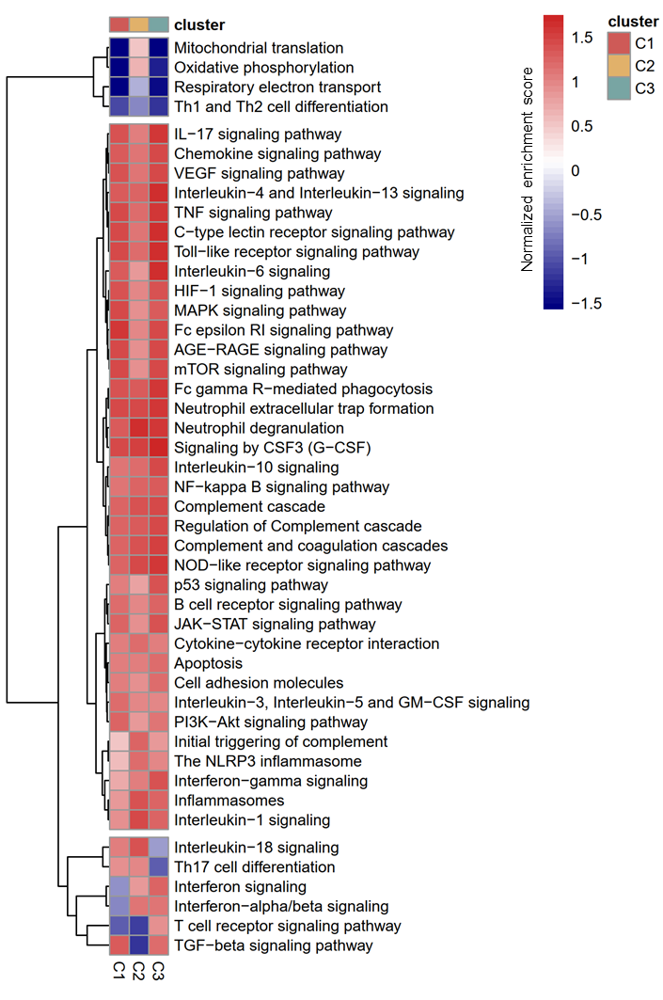 cluster
Mitochondrial translation
Oxidative phosphorylation
Respiratory electron transport
Th1 and Th2 cell differentiation
IL−17 signaling pathway
Chemokine signaling pathway
VEGF signaling pathway
Interleukin−4 and Interleukin−13 signaling
TNF signaling pathway
C−type lectin receptor signaling pathway
Toll−like receptor signaling pathway
Interleukin−6 signaling
HIF−1 signaling pathway
MAPK signaling pathway
Fc epsilon RI signaling pathway
AGE−RAGE signaling pathway
mTOR signaling pathway
Fc gamma R−mediated phagocytosis
Neutrophil extracellular trap formation
Neutrophil degranulation
Signaling by CSF3 (G−CSF)
Interleukin−10 signaling
NF−kappa B signaling pathway
Complement cascade
Regulation of Complement cascade
Complement and coagulation cascades
NOD−like receptor signaling pathway
p53 signaling pathway
B cell receptor signaling pathway
JAK−STAT signaling pathway
Cytokine−cytokine receptor interaction
Apoptosis
Cell adhesion molecules
Interleukin−3, Interleukin−5 and GM−CSF signaling
PI3K−Akt signaling pathway
Initial triggering of complement
The NLRP3 inflammasome
Interferon−gamma signaling
Inflammasomes
Interleukin−1 signaling
Interleukin−18 signaling
Th17 cell differentiation
Interferon signaling
Interferon−alpha/beta signaling
T cell receptor signaling pathway
TGF−beta signaling pathway
C1
C2
C3
Normalized enrichment score
1.5
1
0.5
0
−0.5
−1
−1.5
cluster
C1
C2
C3